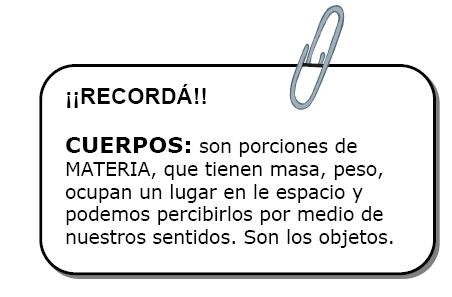 ¡¡RECORDÁ!!
CUERPOS: son porciones de
MATERIA, que tienen masa, peso,
ocupan un lugar en le espacio y
podemos percibirlos por medio de
nuestros sentidos. Son los objetos.